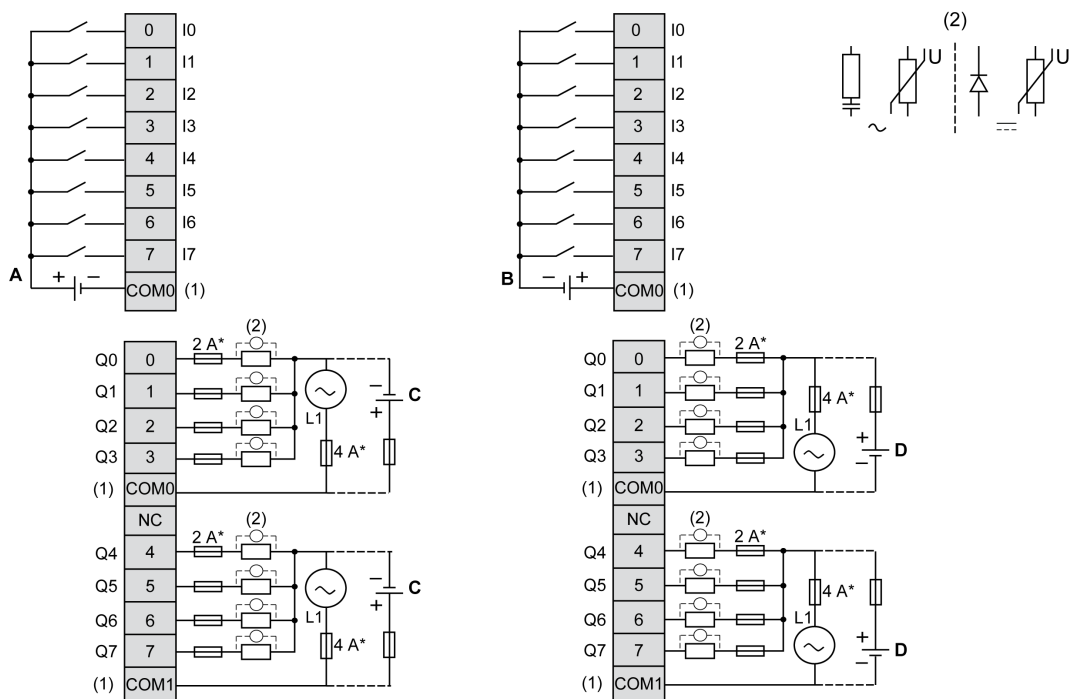 0 I0
1 I1
2 I2
3 I3
4 I4
5 I5
6 I6
7 I7
A + − COM0 (1)
0 I0
1 I1
2 I2
3 I3
4 I4
5 I5
6 I6
7 I7
B − + COM0 (1)
(2)
U U
(2)
Q0 0 2 A*
Q1 1 − C
L1 +
Q2 2
Q3 3 4 A*
(1) COM0
NC (2)
Q4 4 2 A*
Q5 5 − C
L1 +
Q6 6
Q7 7 4 A*
(1) COM1
(2)
Q0 0 2 A*
Q1 1 4 A*
Q2 2 L1 +
Q3 3 − D
(1) COM0
NC (2)
Q4 4 2 A*
Q5 5 4 A*
Q6 6 L1 +
Q7 7 − D
(1) COM1